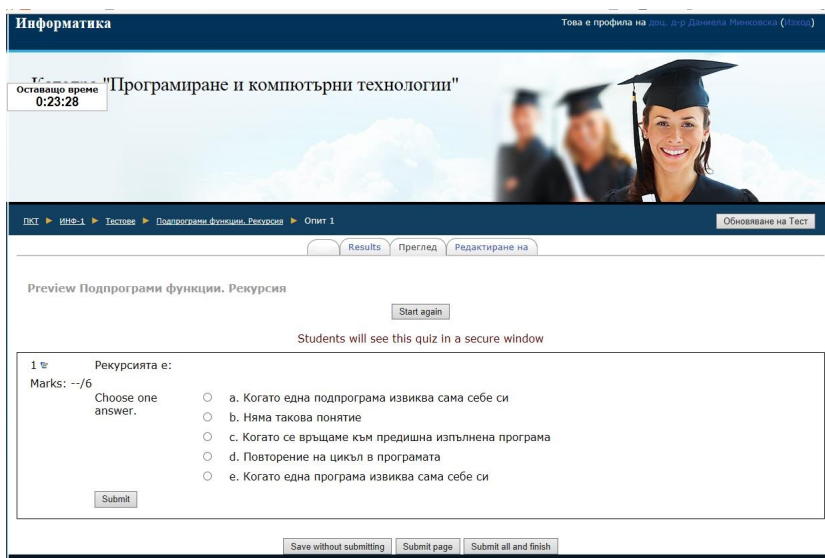 Информатика
Това е профила на доц. д-р Даниела Минковска (Изход)
"Програмиране и компютърни технологии"
Оставащо време
0:23:28
ПКТ ► ИНФ-1 ► Тестове ► Подпрограми функции. Рекурсия ► Опит 1
Обновяване на Тест
Results Преглед Редактиране на
Preview Подпрограми функции. Рекурсия
Start again
Students will see this quiz in a secure window
1 Рекурсията е:
Marks: --/6
Choose one
answer.
a. Когато една подпрограма извиква сама себе си
b. Няма такова понятие
c. Когато се връщаме към предишна изпълнена програма
d. Повторение на цикъл в програмата
e. Когато една програма извиква сама себе си
Submit
Save without submitting Submit page Submit all and finish